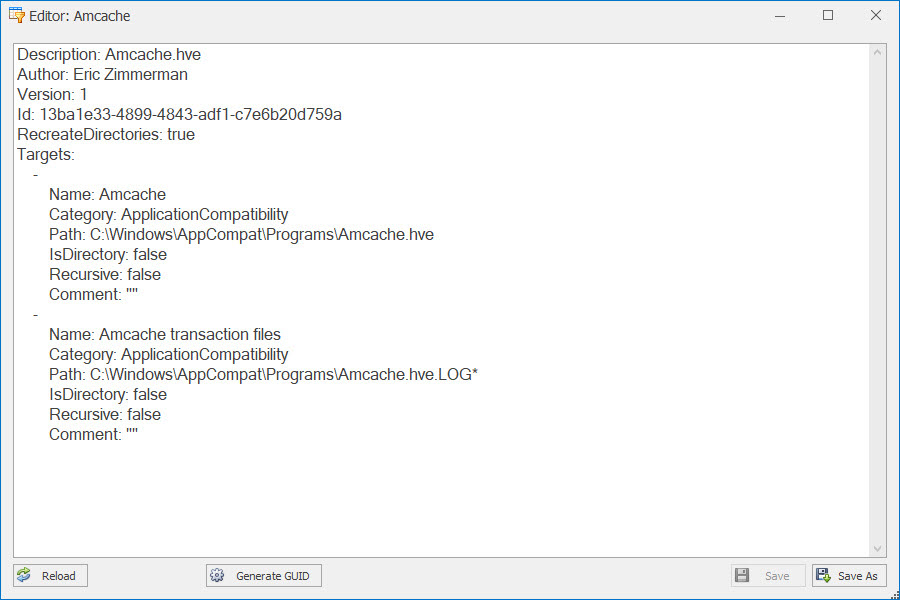 Editor: Amcache
Description: Amcache.hve
Author: Eric Zimmerman
Version: 1
Id: 13ba1e33-4899-4843-adf1-c7e6b20d759a
RecreateDirectories: true
Targets:
-
Name: Amcache
Category: ApplicationCompatibility
Path: C:\Windows\AppCompat\Programs\Amcache.hve
IsDirectory: false
Recursive: false
Comment: ""
-
Name: Amcache transaction files
Category: ApplicationCompatibility
Path: C:\Windows\AppCompat\Programs\Amcache.hve.LOG*
IsDirectory: false
Recursive: false
Comment: ""
Reload Generate GUID Save Save As